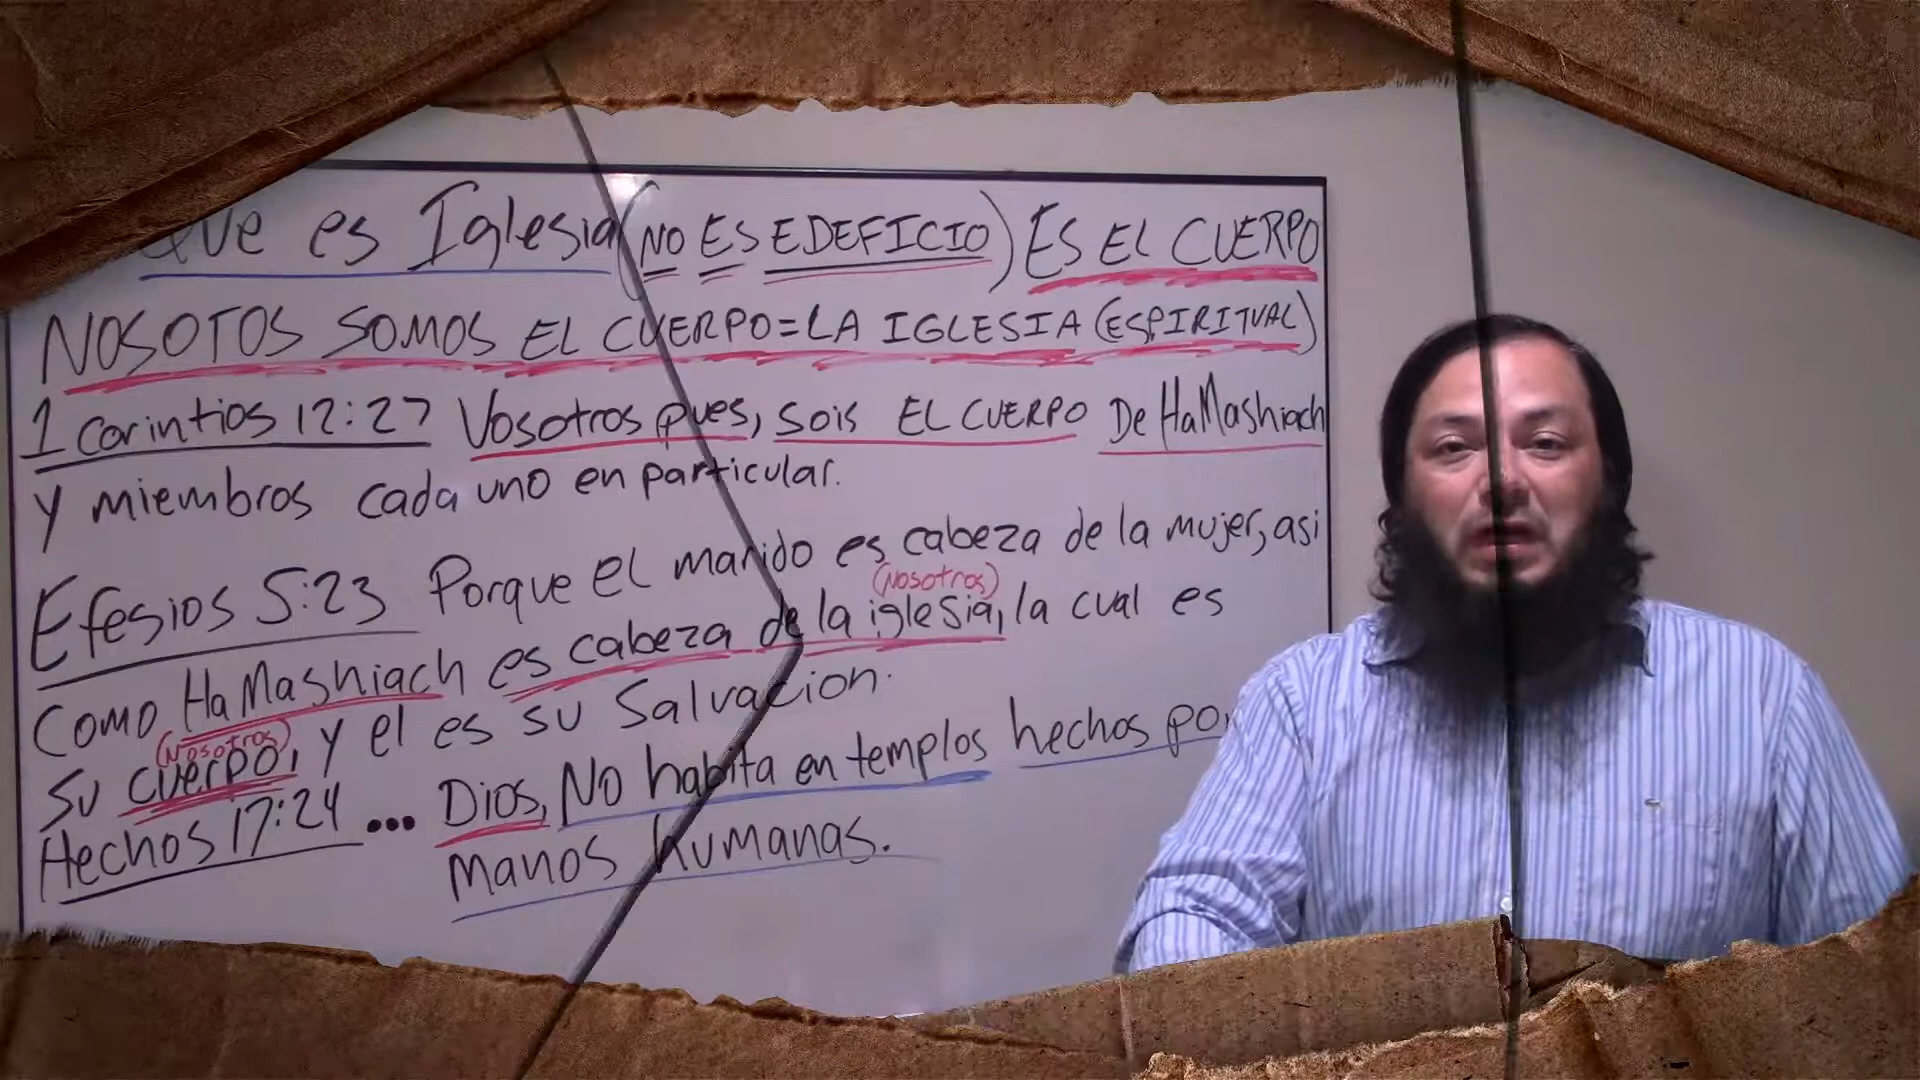 Que es Iglesia (NO ES EDEFICIO) ES EL CUERPO
NOSOTOS SOMOS EL CUERPO=LA IGLESIA (ESPIRITUAL)
1 Corintios 12:27 Vosotros pues, sois EL CUERPO De HaMashiach
y miembros cada uno en particular.
Efesios 5:23 Porque el marido es cabeza de la mujer, asi
(Nosotros)
Como HaMashiach es cabeza de la iglesia, la cual es
(Nosotros)
su cuerpo, y el es su Salvacion.
Hechos 17:24 ... Dios, No habita en templos hechos por
manos humanas.